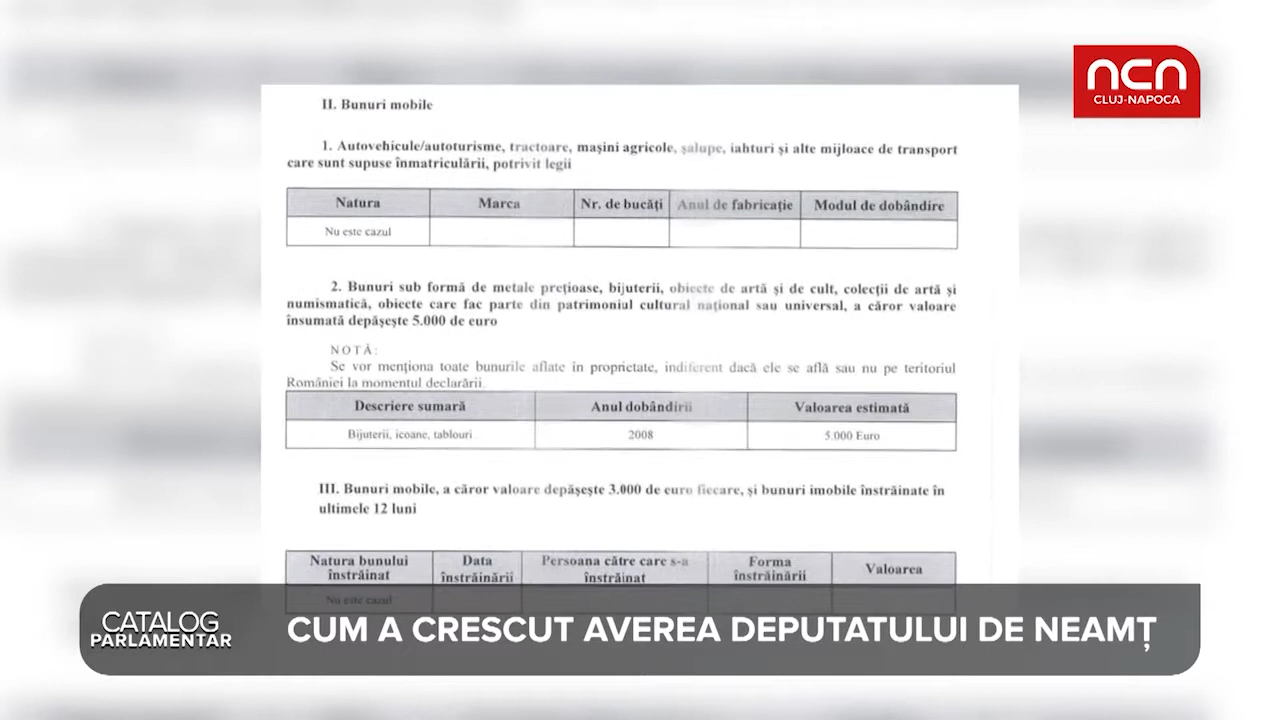 ncn
CLUJ-NAPOCA
II. Bunuri mobile
1. Autovehicule/autoturisme, tractoare, mașini agricole, șalupe, iahturi și alte mijloace de transport
care sunt supuse înmatriculării, potrivit legii
Natura Marca Nr. de bucăți Anul de fabricație Modul de dobândire
Nu este cazul
2. Bunuri sub formă de metale prețioase, bijuterii, obiecte de artă și de cult, colecții de artă și
numismatică, obiecte care fac parte din patrimoniul cultural național sau universal, a căror valoare
însumată depășește 5.000 de euro
NOTĂ:
Se vor menționa toate bunurile aflate în proprietate, indiferent dacă ele se află sau nu pe teritoriul
României la momentul declarării.
Descriere sumară Anul dobândirii Valoarea estimată
Bijuterii, icoane, tablouri 2008 5.000 Euro
III. Bunuri mobile, a căror valoare depășește 3.000 de euro fiecare, și bunuri imobile înstrăinate în
ultimele 12 luni
Natura bunului înstrăinat Data înstrăinării Persoana către care s-a înstrăinat Forma înstrăinării Valoarea
Nu este cazul
CATALOG
PARLAMENTAR
CUM A CRESCUT AVEREA DEPUTATULUI DE NEAMȚ